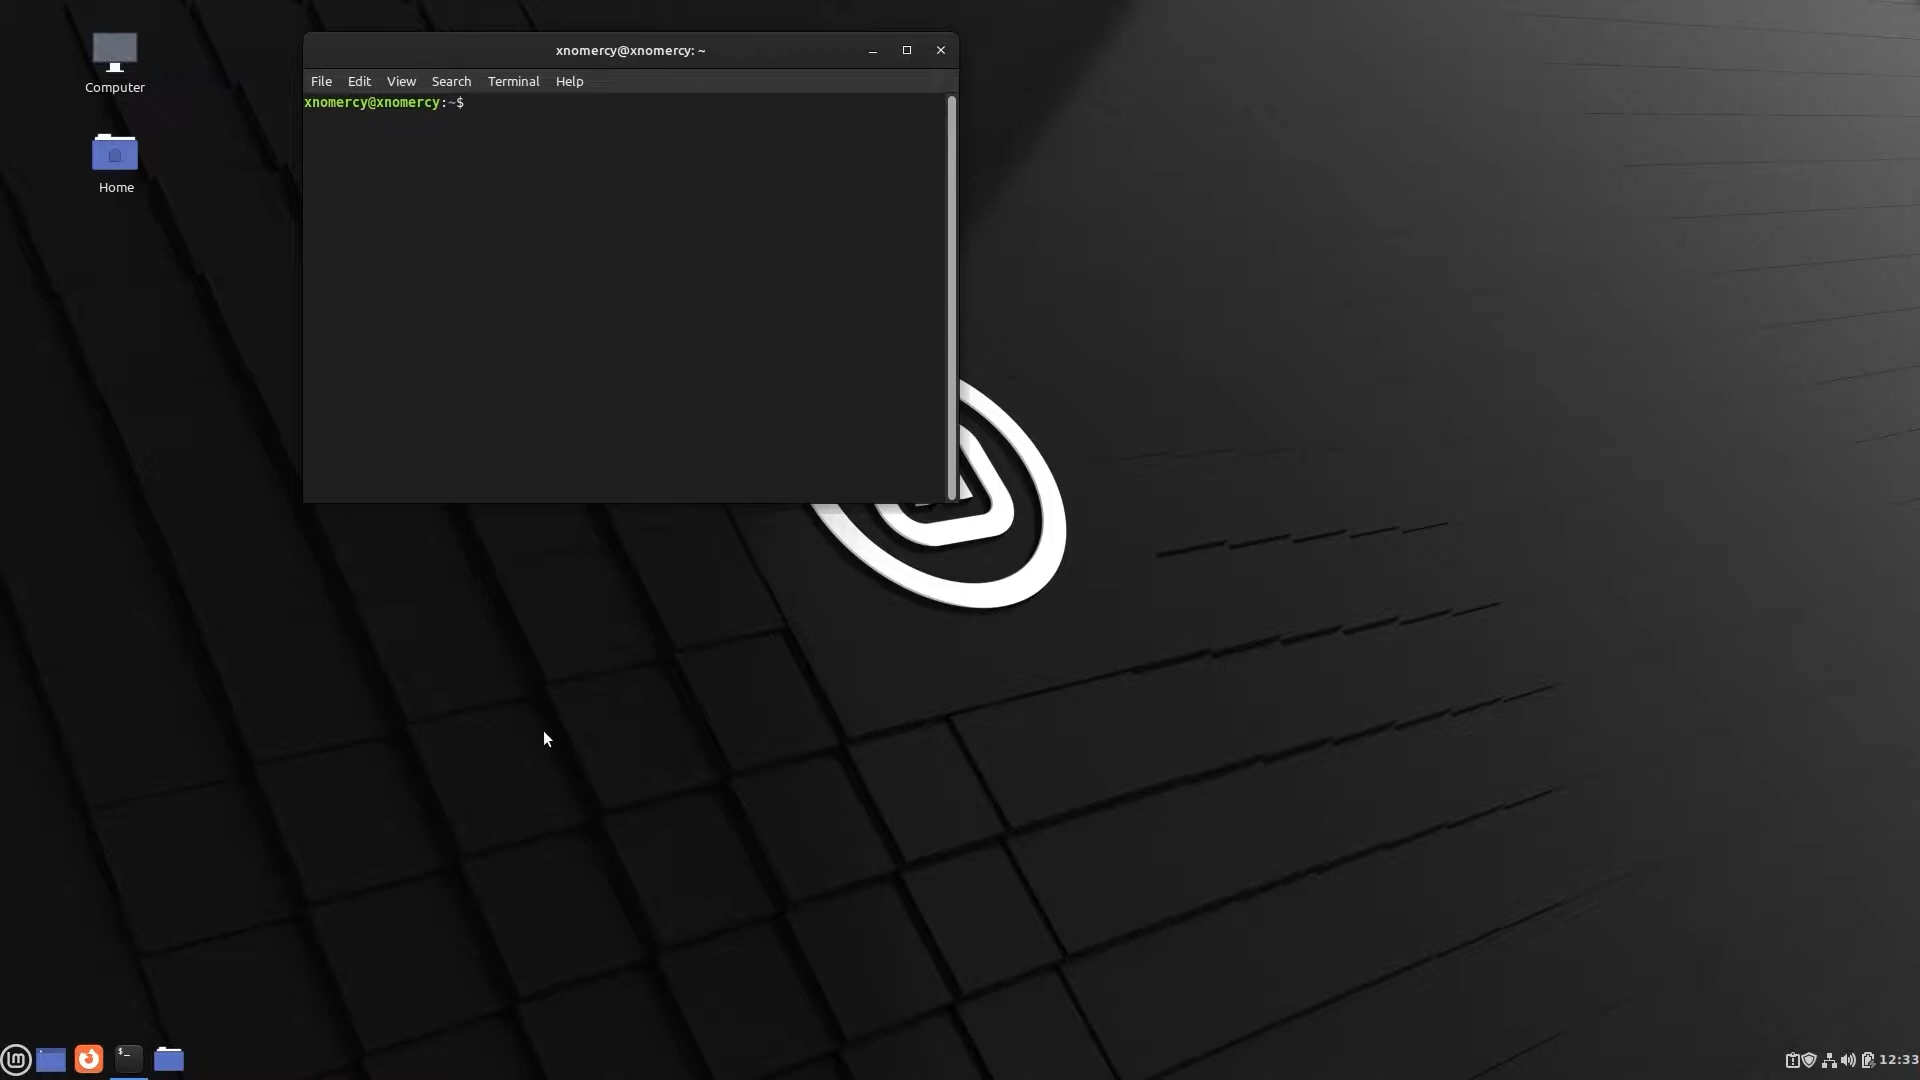 xnomercy@xnomercy: ~
File Edit View Search Terminal Help
xnomercy@xnomercy:~$
Computer
Home
12:33